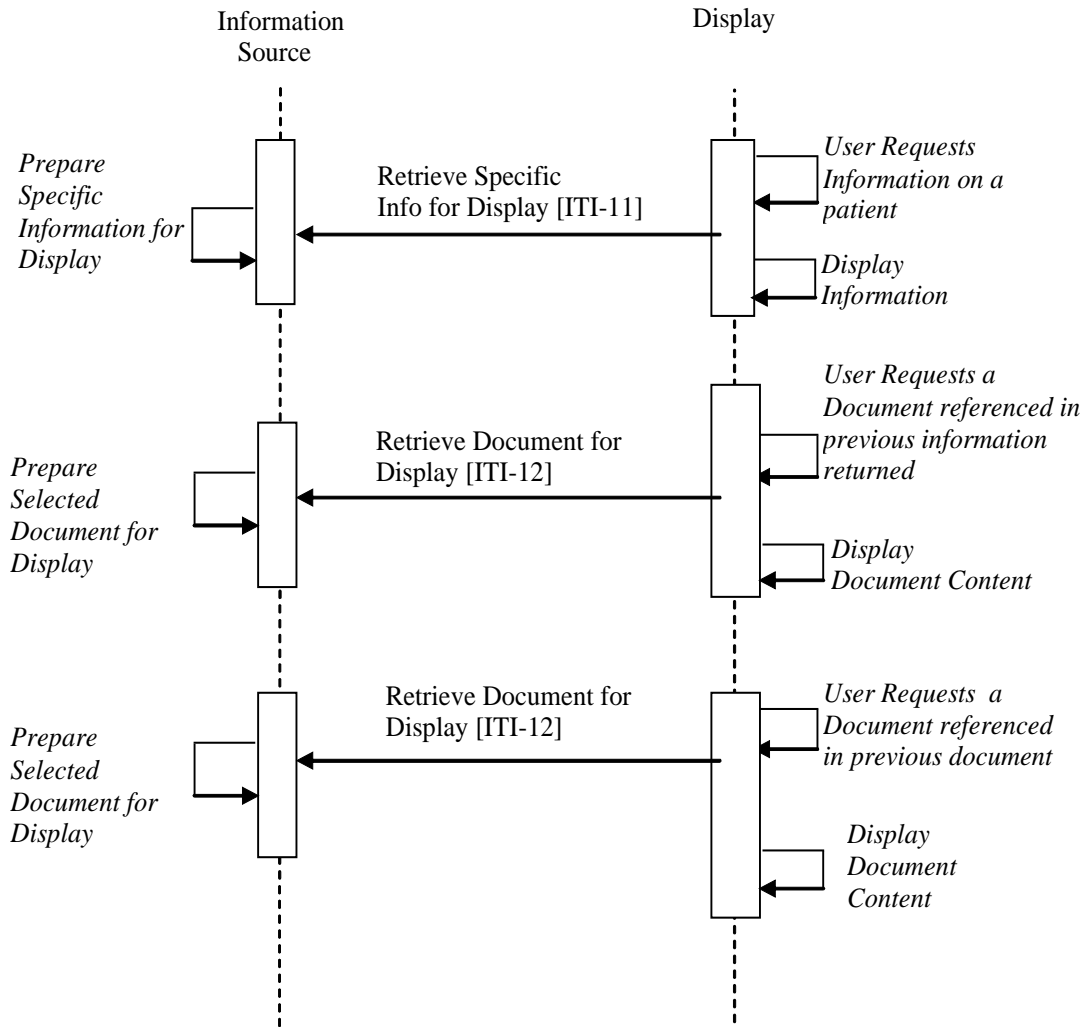 Information
Source
Display
Prepare
Specific
Information for
Display
Retrieve Specific
Info for Display [ITI-11]
User Requests
Information on a
patient
Display
Information
Prepare
Selected
Document for
Display
Retrieve Document for
Display [ITI-12]
User Requests a
Document referenced in
previous information
returned
Display
Document Content
Prepare
Selected
Document for
Display
Retrieve Document for
Display [ITI-12]
User Requests a
Document referenced
in previous document
Display
Document
Content